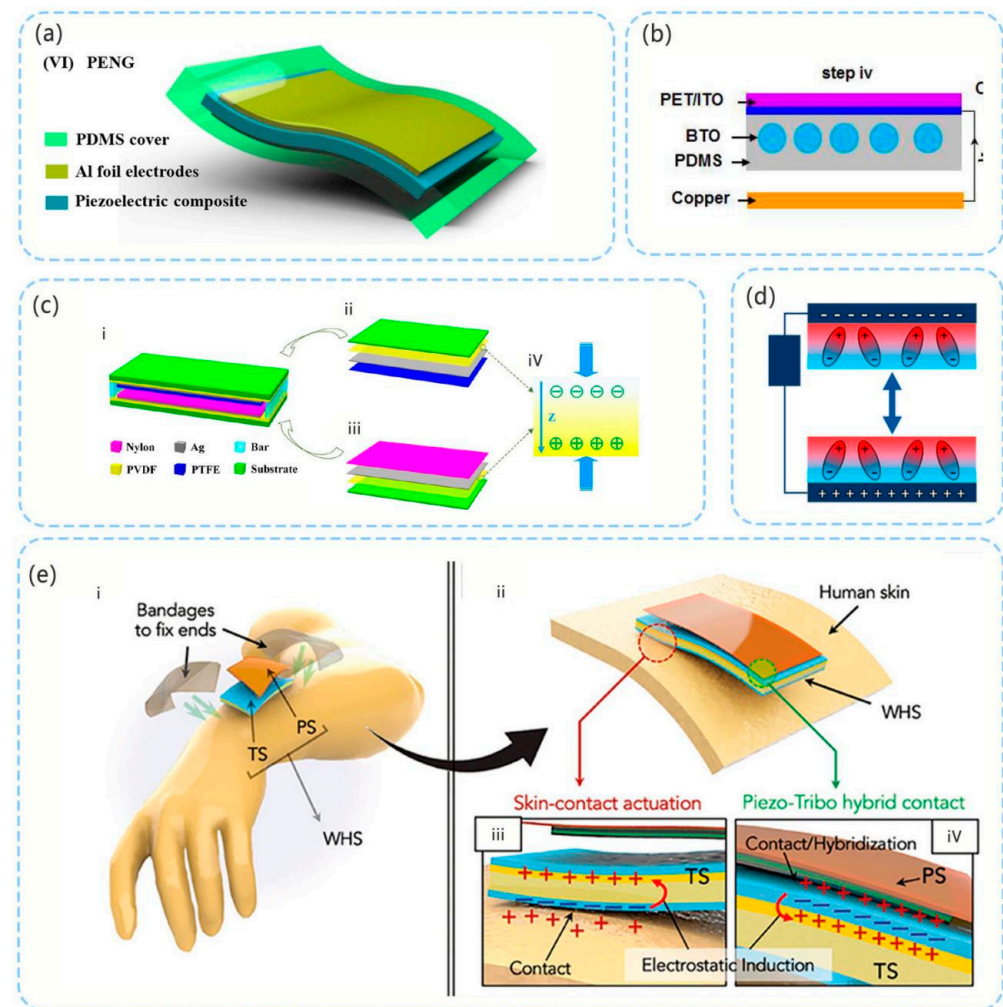 (a)
(VI) PENG
PDMS cover
Al foil electrodes
Piezoelectric composite
(b)
step iv
PET/ITO
BTO
PDMS
Copper
(c)
i
ii
iii
iV
z
Nylon
Ag
Bar
PVDF
PTFE
Substrate
(d)
(e)
i
Bandages
to fix ends
TS
PS
WHS
ii
Human skin
WHS
Skin-contact actuation
Piezo-Tribo hybrid contact
iii
TS
Contact
iV
Contact/Hybridization
PS
Electrostatic Induction
TS